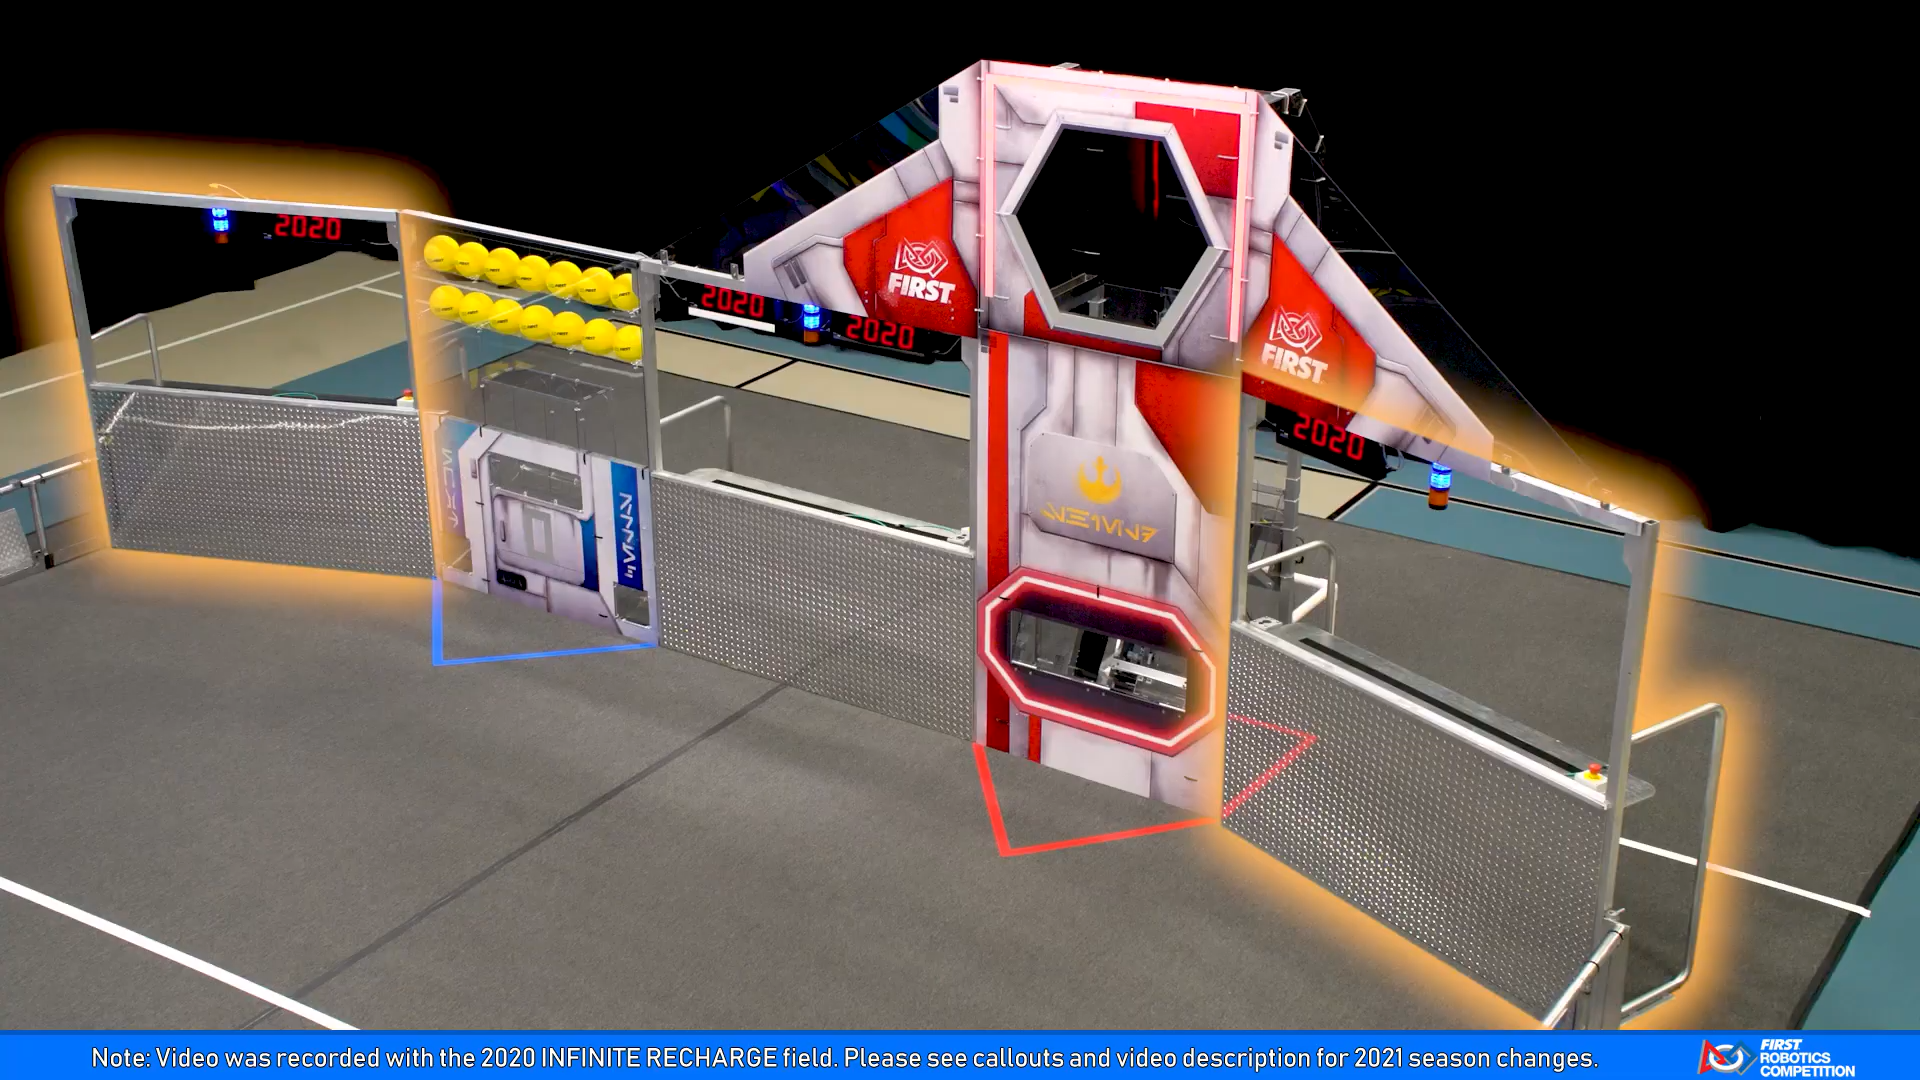 2020
2020
2020
2020
FIRST
FIRST
Note: Video was recorded with the 2020 INFINITE RECHARGE field. Please see callouts and video description for 2021 season changes.
FIRST
ROBOTICS
COMPETITION